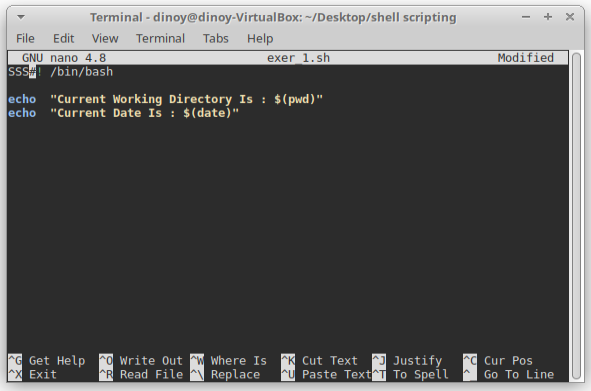 Terminal - dinoy@dinoy-VirtualBox: ~/Desktop/shell scripting
File Edit View Terminal Tabs Help
GNU nano 4.8 exer_1.sh Modified
SSS#! /bin/bash
echo "Current Working Directory Is : $(pwd)"
echo "Current Date Is : $(date)"
^G Get Help ^O Write Out ^W Where Is ^K Cut Text ^J Justify ^C Cur Pos
^X Exit ^R Read File ^\ Replace ^U Paste Text ^T To Spell ^_ Go To Line